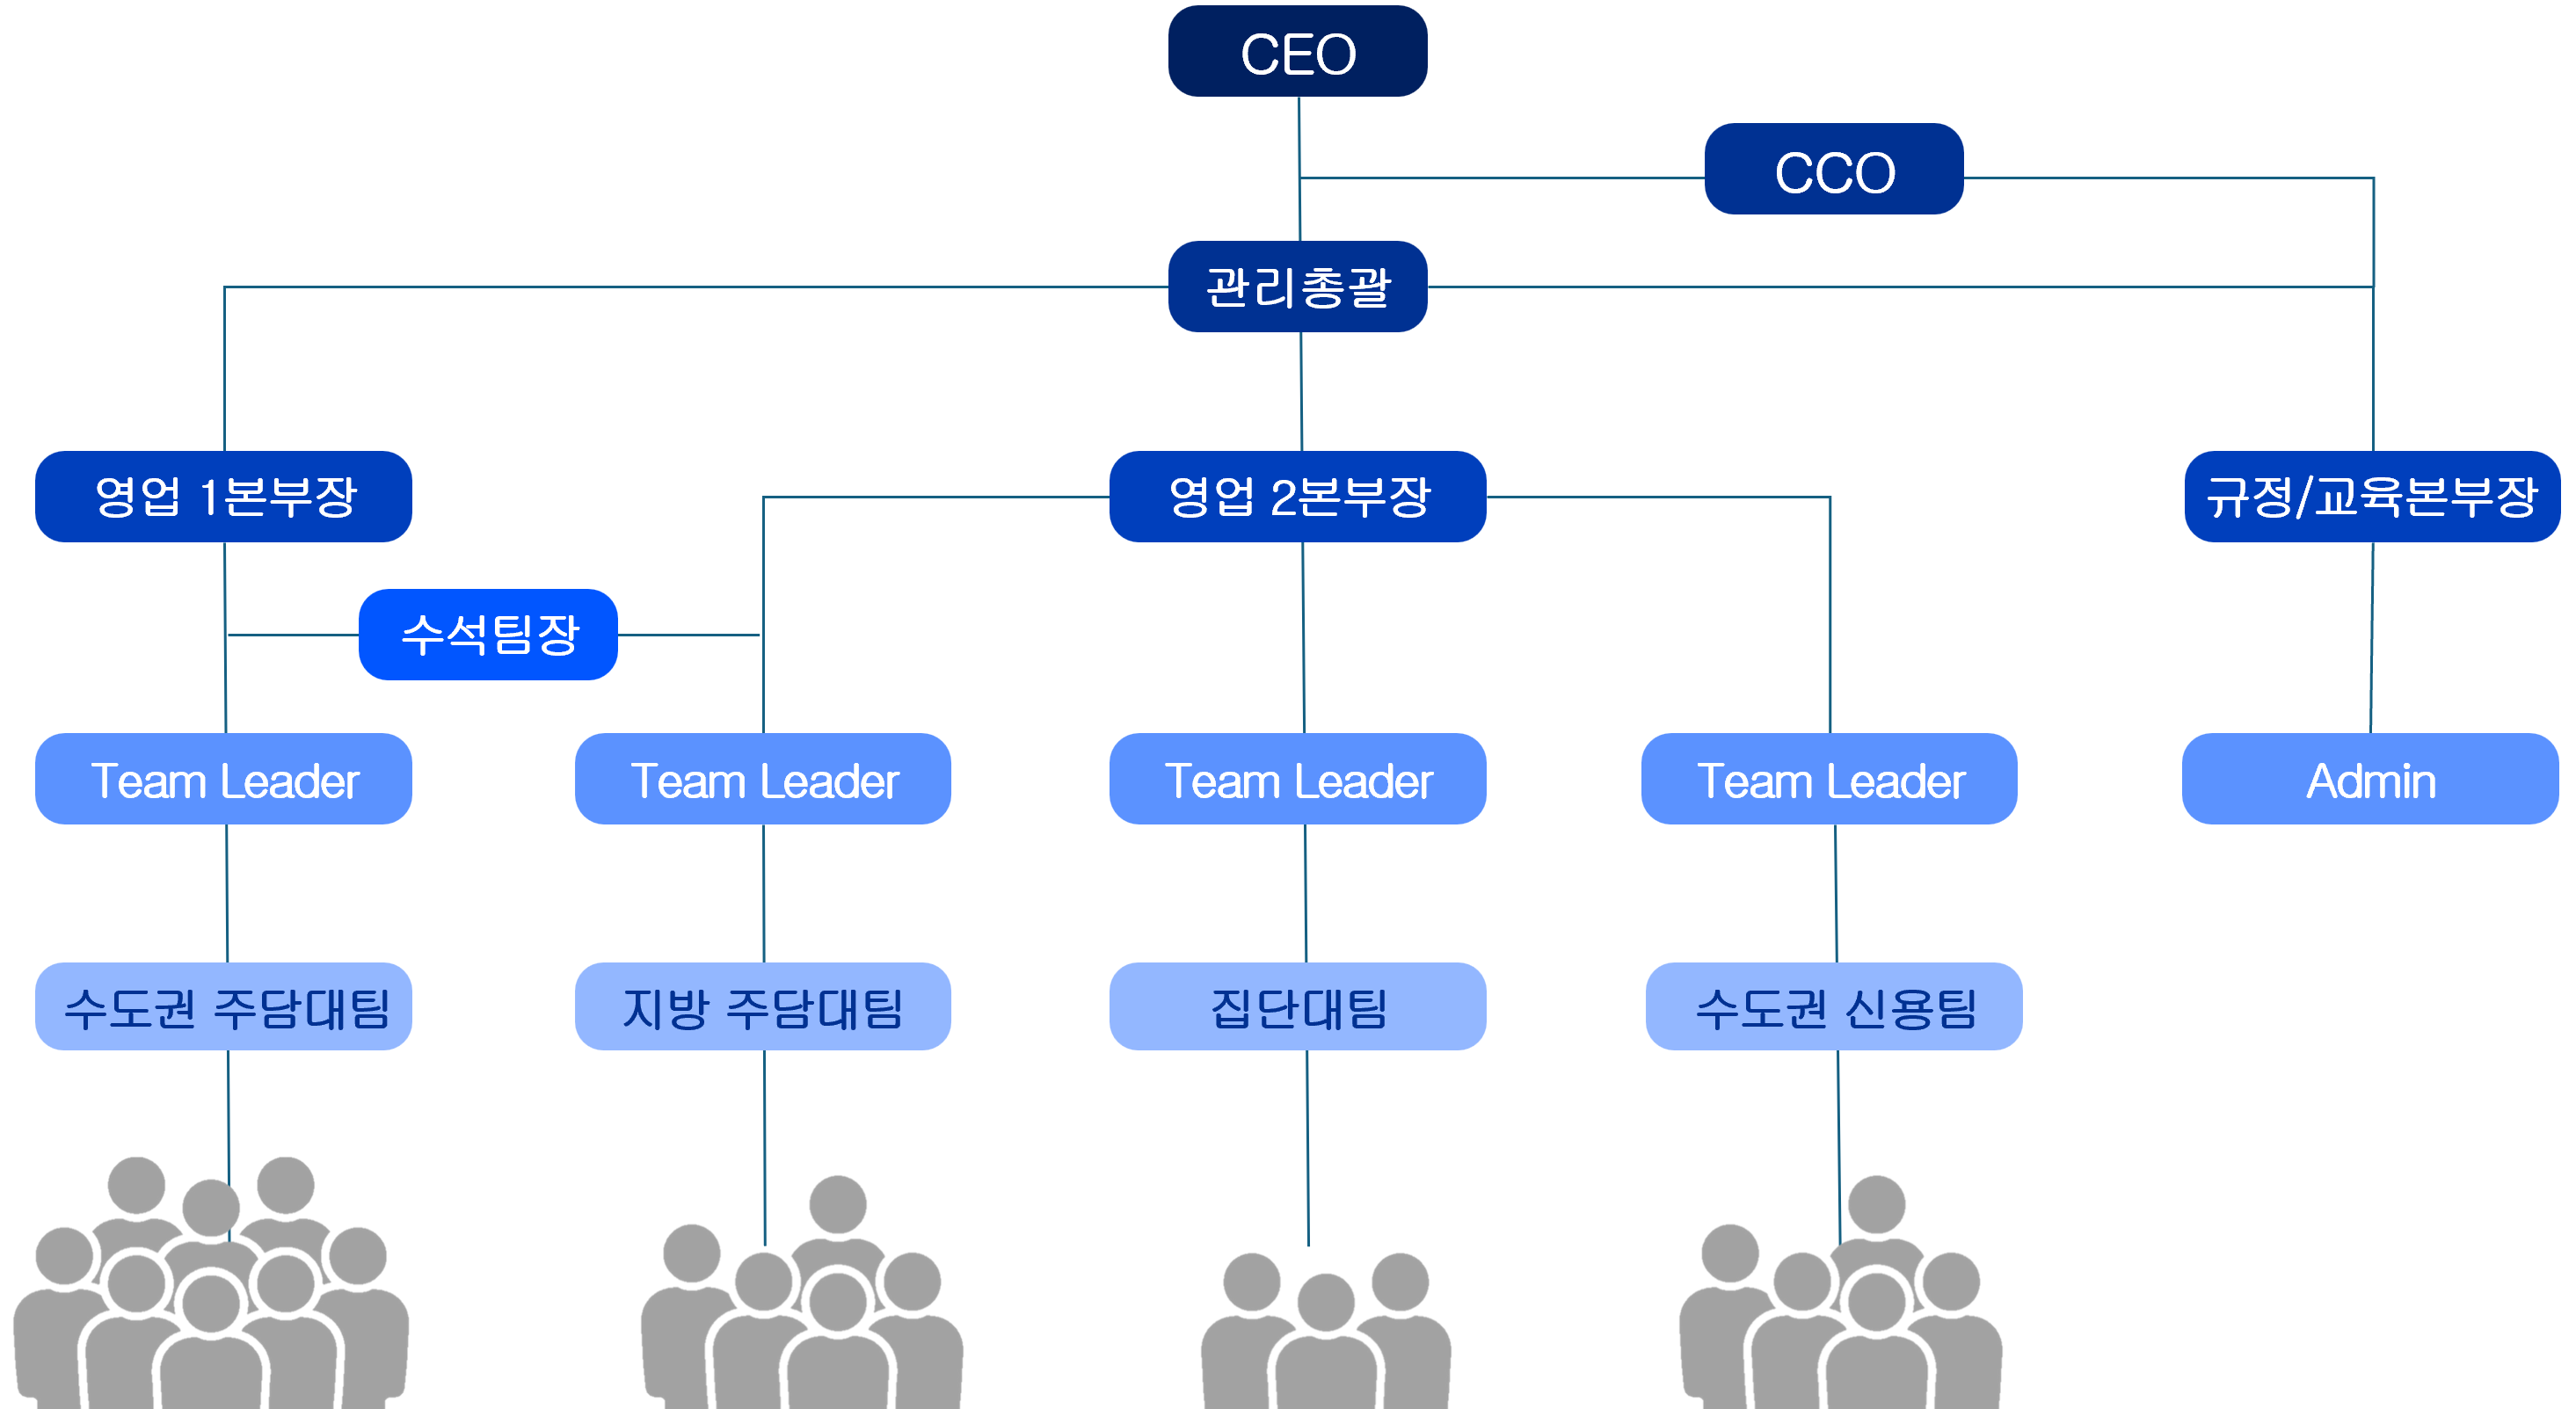 CEO
CCO
관리총괄
영업 1본부장
영업 2본부장
규정/교육본부장
수석팀장
Team Leader
Team Leader
Team Leader
Team Leader
Admin
수도권 주담대팀
지방 주담대팀
집단대팀
수도권 신용팀